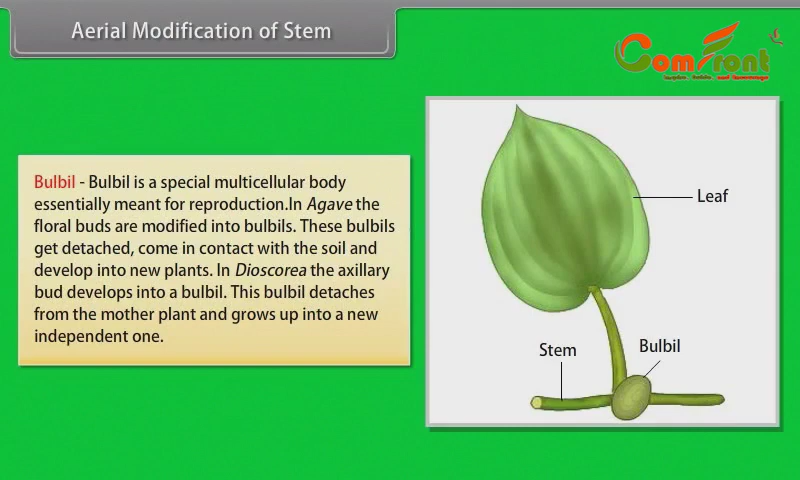 Aerial Modification of Stem
ComFront
Bulbil - Bulbil is a special multicellular body
essentially meant for reproduction.In Agave the
floral buds are modified into bulbils. These bulbils
get detached, come in contact with the soil and
develop into new plants. In Dioscorea the axillary
bud develops into a bulbil. This bulbil detaches
from the mother plant and grows up into a new
independent one.
Leaf
Stem
Bulbil